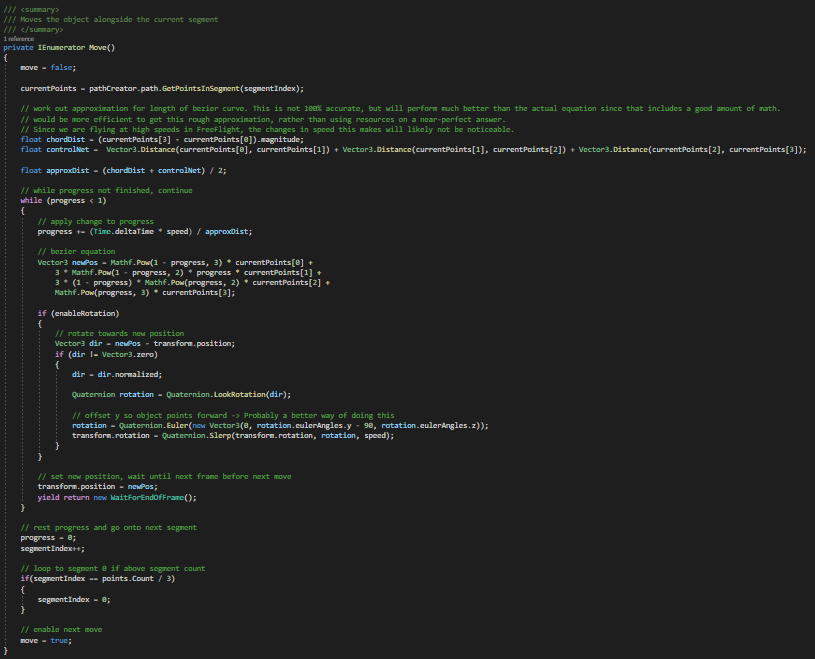 /// <summary>
/// Moves the object alongside the current segment
/// </summary>
1 reference
private IEnumerator Move()
{
move = false;
currentPoints = pathCreator.path.GetPointsInSegment(segmentIndex);
// work out approximation for length of bezier curve. This is not 100% accurate, but will perform much better than the actual equation since that includes a good amount of math.
// would be more efficient to get this rough approximation, rather than using resources on a near-perfect answer.
// Since we are flying at high speeds in FreeFlight, the changes in speed this makes will likely not be noticeable.
float chordDist = (currentPoints[3] - currentPoints[0]).magnitude;
float controlNet =  Vector3.Distance(currentPoints[0], currentPoints[1]) + Vector3.Distance(currentPoints[1], currentPoints[2]) + Vector3.Distance(currentPoints[2], currentPoints[3]);
float approxDist = (chordDist + controlNet) / 2;
// while progress not finished, continue
while (progress < 1)
{
// apply change to progress
progress += (Time.deltaTime * speed) / approxDist;
// bezier equation
Vector3 newPos = Mathf.Pow(1 - progress, 3) * currentPoints[0] +
3 * Mathf.Pow(1 - progress, 2) * progress * currentPoints[1] +
3 * (1 - progress) * Mathf.Pow(progress, 2) * currentPoints[2] +
Mathf.Pow(progress, 3) * currentPoints[3];
if (enableRotation)
{
// rotate towards new position
Vector3 dir = newPos - transform.position;
if (dir != Vector3.zero)
{
dir = dir.normalized;
Quaternion rotation = Quaternion.LookRotation(dir);
// offset y so object points forward -> Probably a better way of doing this
rotation = Quaternion.Euler(new Vector3(0, rotation.eulerAngles.y - 90, rotation.eulerAngles.z));
transform.rotation = Quaternion.Slerp(transform.rotation, rotation, speed);
}
}
// set new position, wait until next frame before next move
transform.position = newPos;
yield return new WaitForEndOfFrame();
}
// rest progress and go onto next segment
progress = 0;
segmentIndex++;
// loop to segment 0 if above segment count
if(segmentIndex == points.Count / 3)
{
segmentIndex = 0;
}
// enable next move
move = true;
}